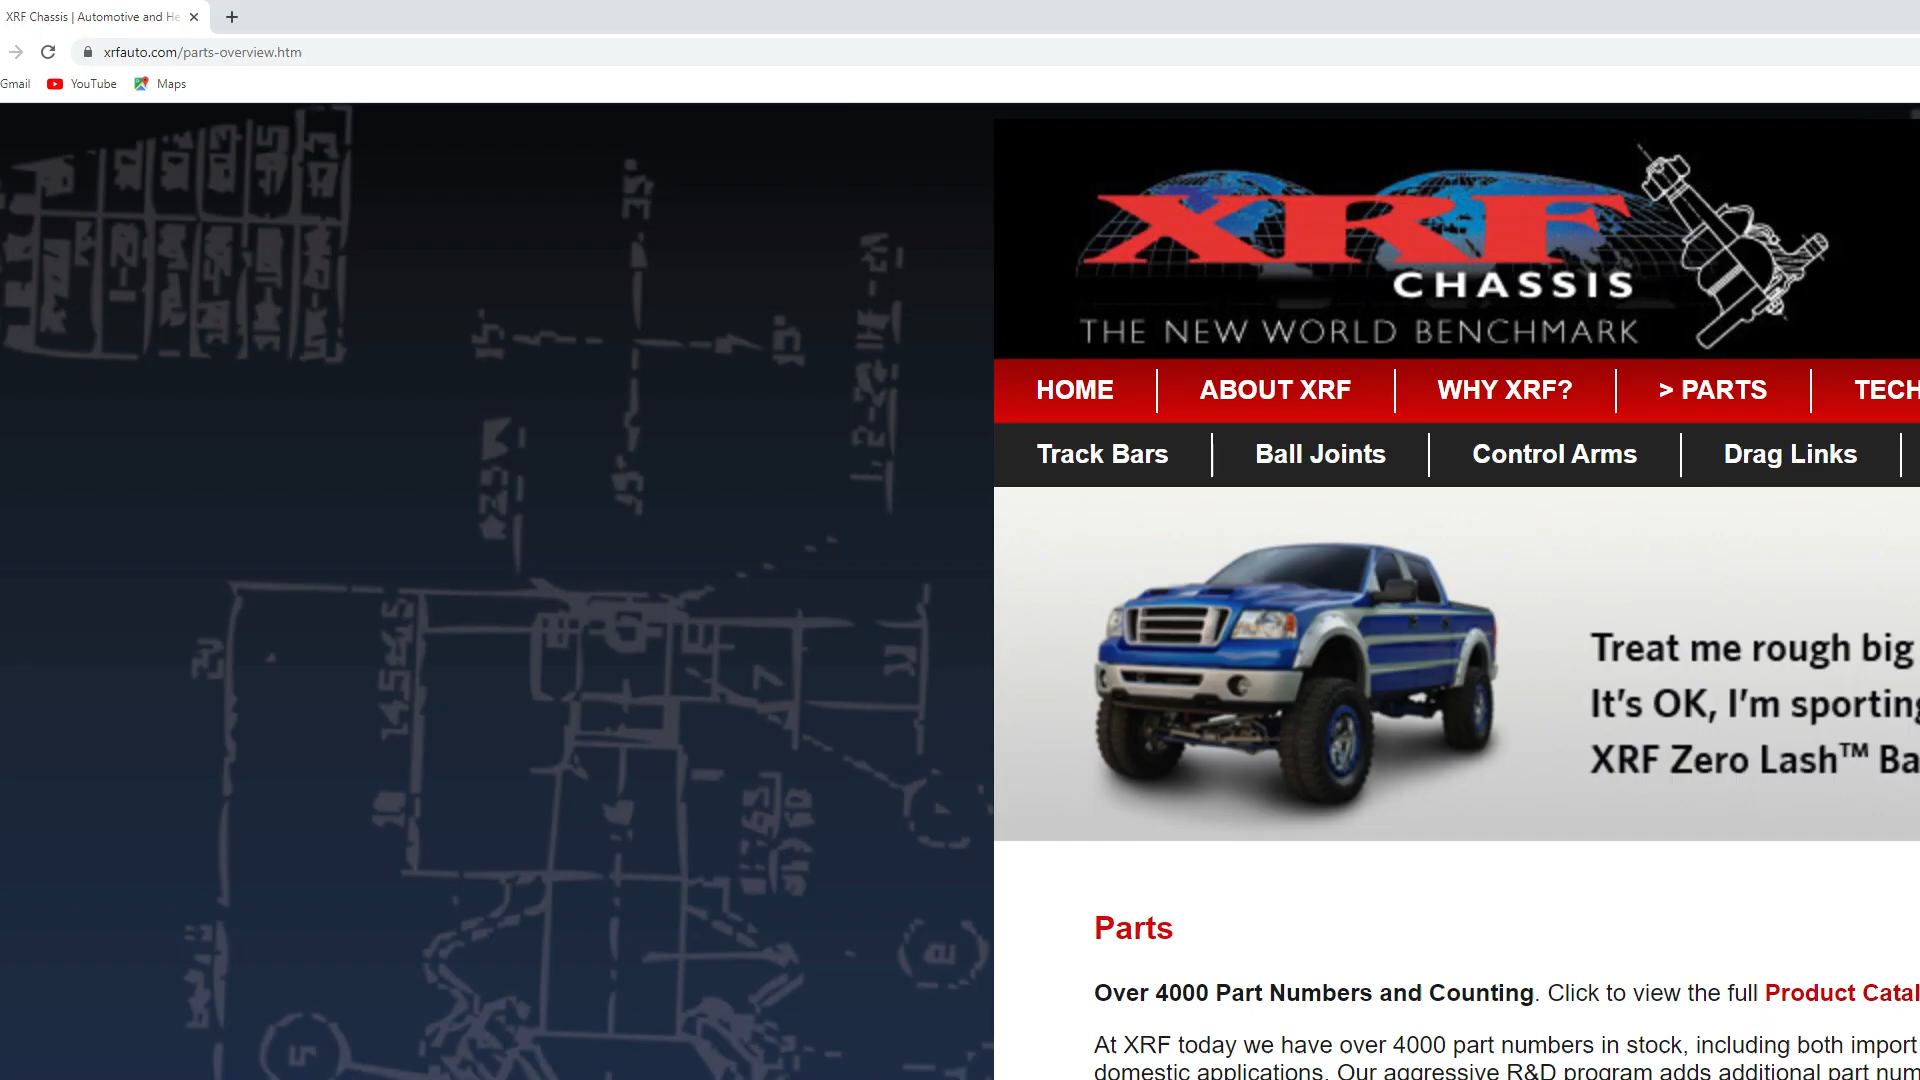 XRF Chassis | Automotive and He
xrfauto.com/parts-overview.htm
Gmail YouTube Maps
XRF
CHASSIS
THE NEW WORLD BENCHMARK
HOME ABOUT XRF WHY XRF? > PARTS TECH
Track Bars Ball Joints Control Arms Drag Links
Treat me rough big
It's OK, I'm sporting
XRF Zero Lash™ Ba
Parts
Over 4000 Part Numbers and Counting. Click to view the full Product Catal
At XRF today we have over 4000 part numbers in stock, including both import
domestic applications. Our aggressive R&D program adds additional part num